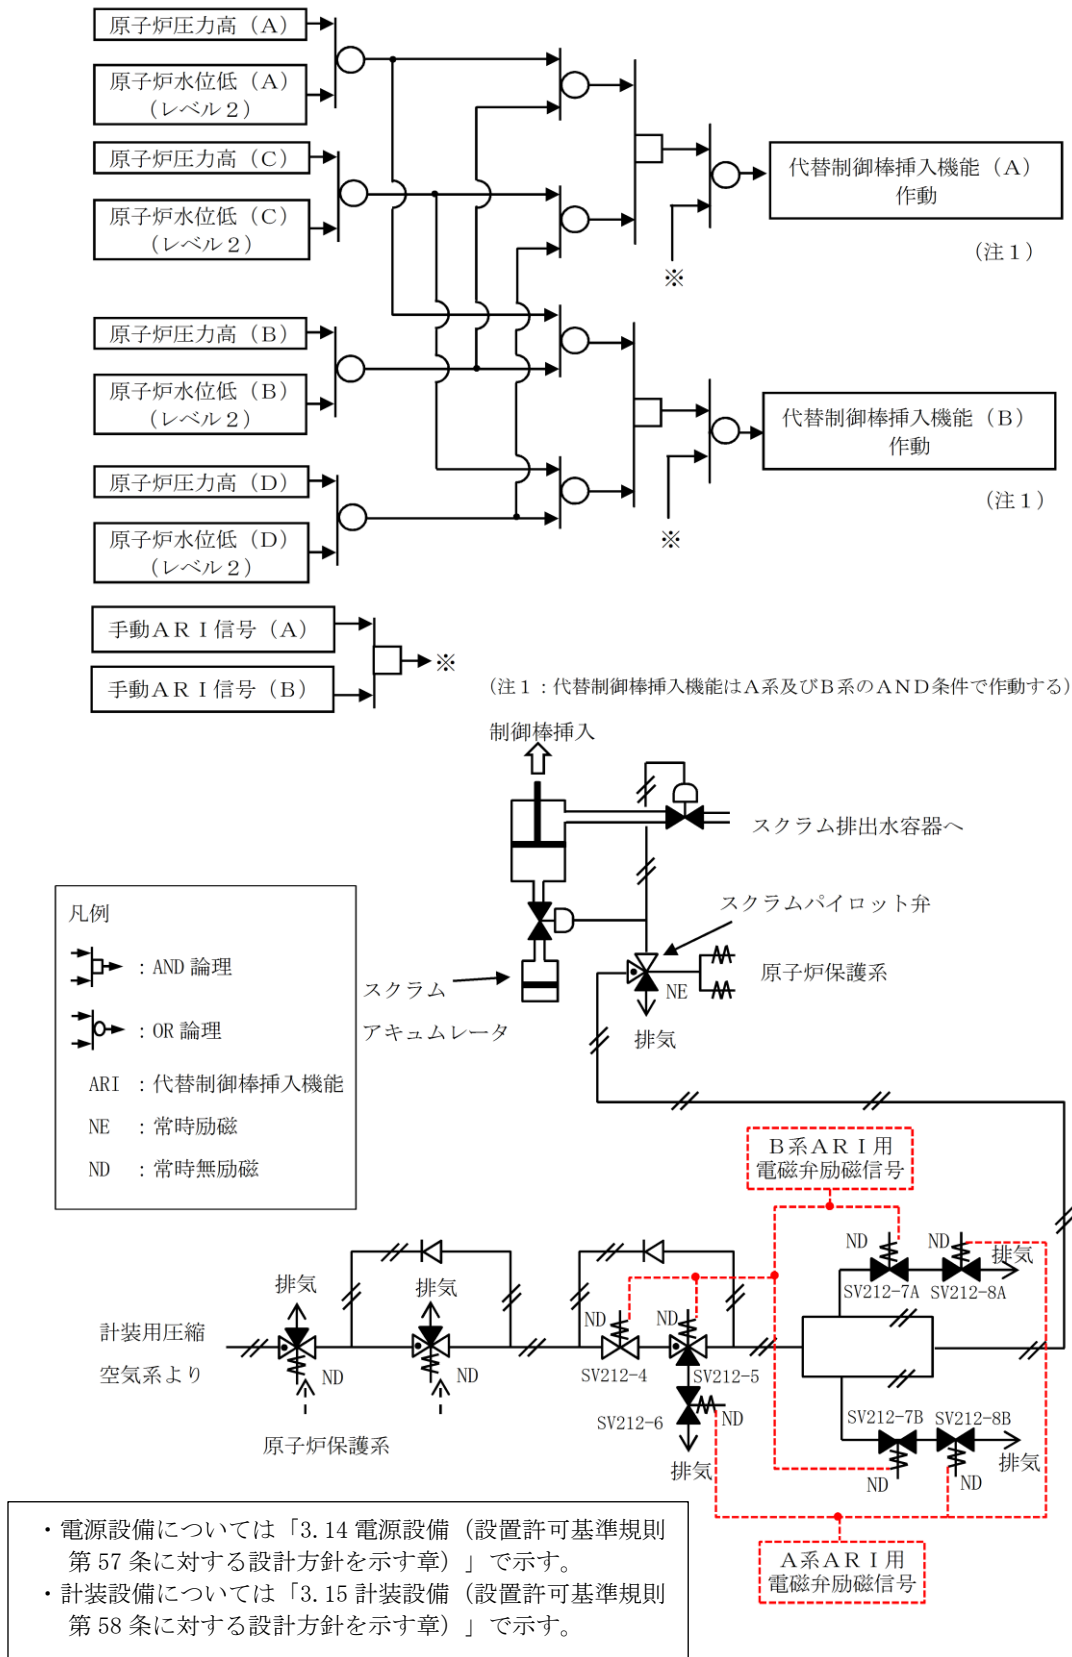 原子炉圧力高（A）
原子炉水位低（A）
（レベル２）
原子炉圧力高（C）
原子炉水位低（C）
（レベル２）
代替制御棒挿入機能（A）
作動
（注１）
※
原子炉圧力高（B）
原子炉水位低（B）
（レベル２）
代替制御棒挿入機能（B）
作動
（注１）
※
原子炉圧力高（D）
原子炉水位低（D）
（レベル２）
手動ＡＲＩ信号（A）
手動ＡＲＩ信号（B）
※
（注１：代替制御棒挿入機能はＡ系及びＢ系のＡＮＤ条件で作動する）
制御棒挿入
スクラム排出水容器へ
スクラムパイロット弁
原子炉保護系
NE
排気
スクラム
アキュムレータ
凡例
：AND 論理
：OR 論理
ARI ：代替制御棒挿入機能
NE ：常時励磁
ND ：常時無励磁
Ｂ系ＡＲＩ用
電磁弁励磁信号
ND
ND
排気
SV212-7A
SV212-8A
排気
排気
計装用圧縮
空気系より
ND
ND
原子炉保護系
ND
ND
SV212-4
SV212-5
SV212-6
ND
排気
SV212-7B
SV212-8B
排気
ND
ND
Ａ系ＡＲＩ用
電磁弁励磁信号
・電源設備については「3.14 電源設備（設置許可基準規則
第 57 条に対する設計方針を示す章）」で示す。
・計装設備については「3.15 計装設備（設置許可基準規則
第 58 条に対する設計方針を示す章）」で示す。